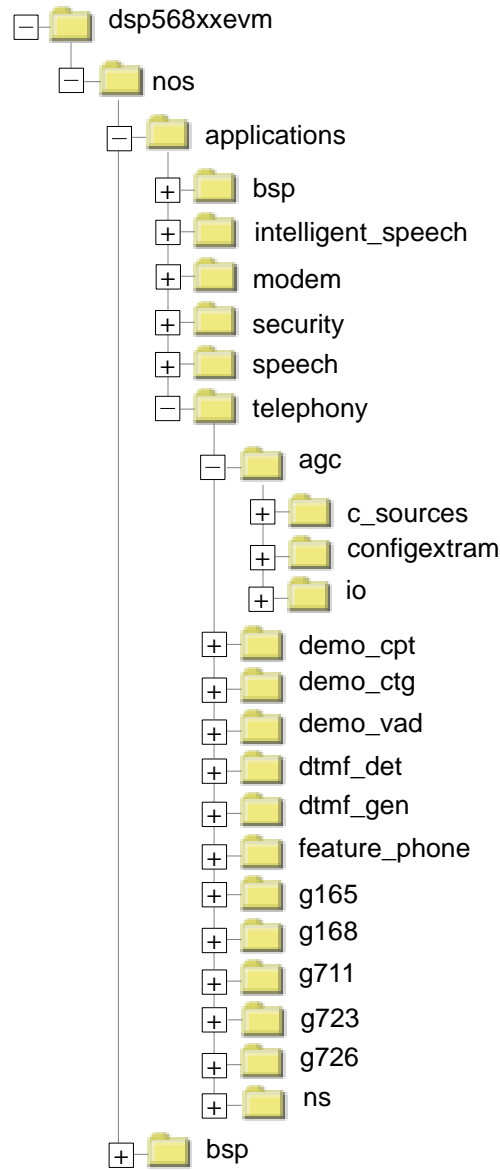 dsp568xxevm
nos
applications
bsp
intelligent_speech
modem
security
speech
telephony
agc
c_sources
configextram
io
demo_cpt
demo_ctg
demo_vad
dtmf_det
dtmf_gen
feature_phone
g165
g168
g711
g723
g726
ns
bsp